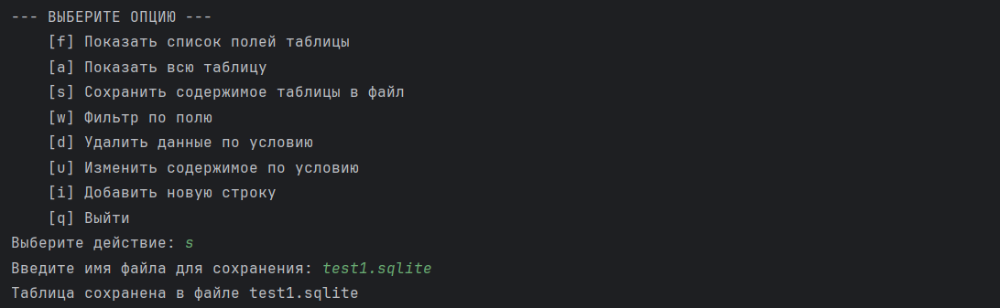 --- ВЫБЕРИТЕ ОПЦИЮ ---
[f] Показать список полей таблицы
[a] Показать всю таблицу
[s] Сохранить содержимое таблицы в файл
[w] Фильтр по полю
[d] Удалить данные по условию
[u] Изменить содержимое по условию
[i] Добавить новую строку
[q] Выйти
Выберите действие: s
Введите имя файла для сохранения: test1.sqlite
Таблица сохранена в файле test1.sqlite